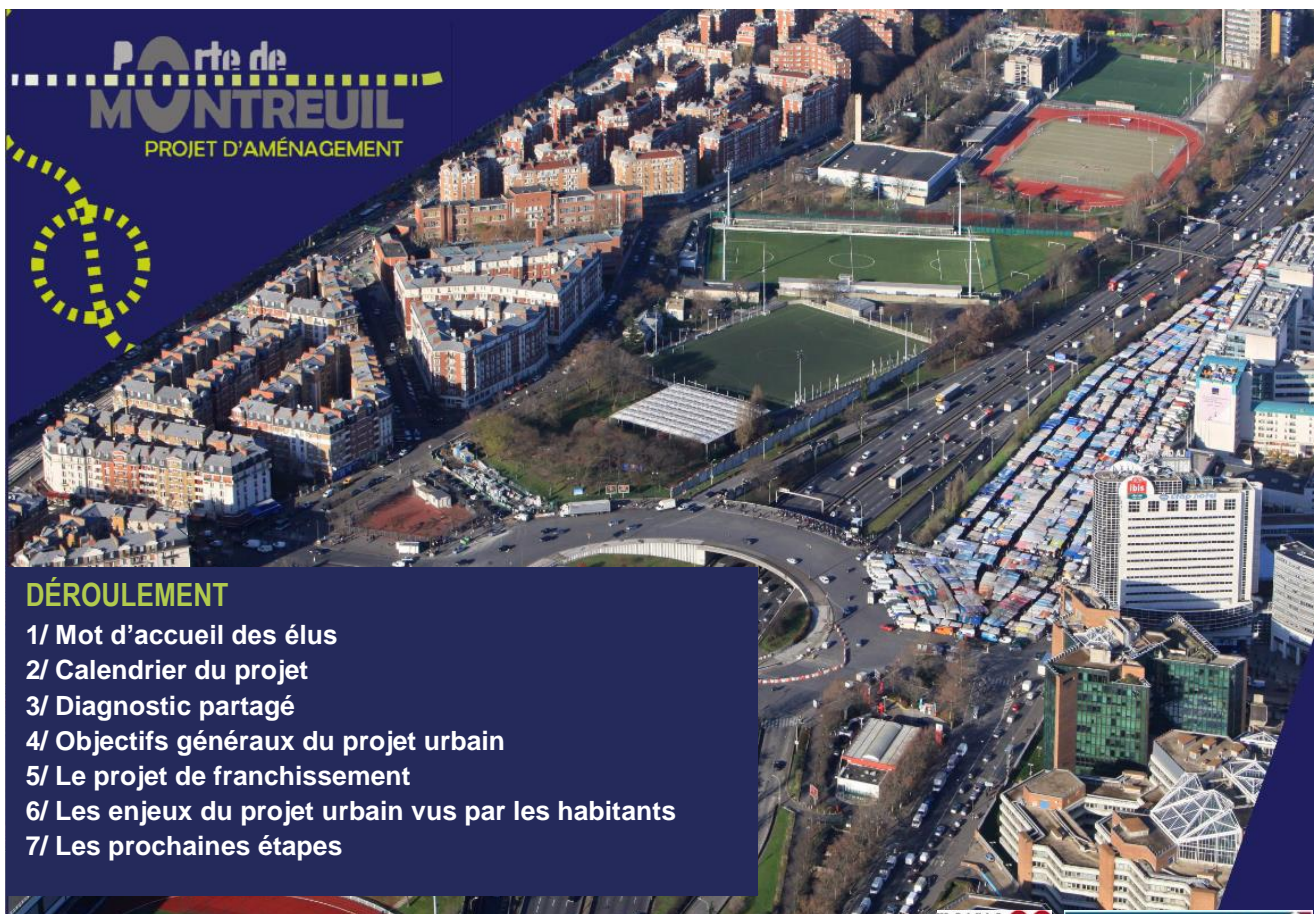 Porte de
MONTREUIL
PROJET D'AMÉNAGEMENT
ibis
DÉROULEMENT
1/ Mot d'accueil des élus
2/ Calendrier du projet
3/ Diagnostic partagé
4/ Objectifs généraux du projet urbain
5/ Le projet de franchissement
6/ Les enjeux du projet urbain vus par les habitants
7/ Les prochaines étapes